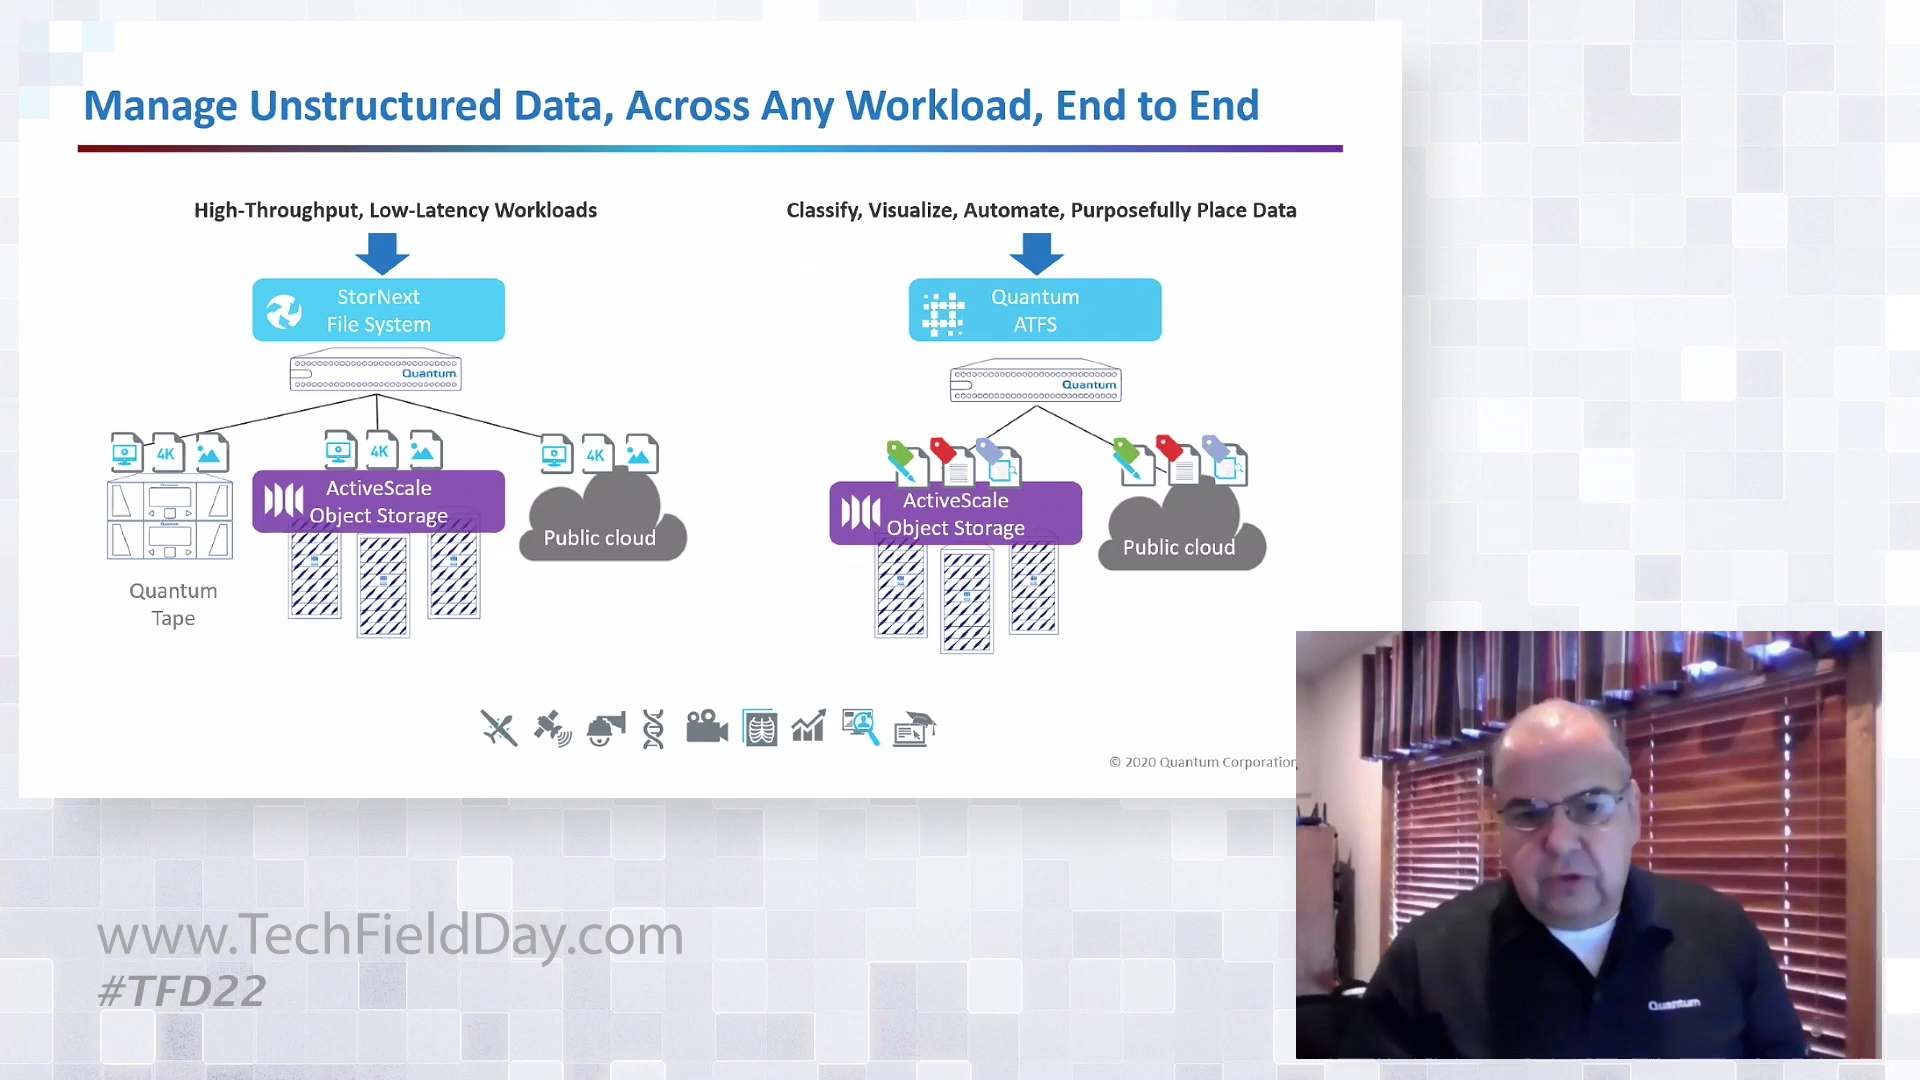 Manage Unstructured Data, Across Any Workload, End to End
High-Throughput, Low-Latency Workloads
StorNext
File System
Quantum
4K
4K
4K
Quantum
Tape
ActiveScale
Object Storage
Public cloud
Classify, Visualize, Automate, Purposefully Place Data
Quantum
ATFS
Quantum
ActiveScale
Object Storage
Public cloud
© 2020 Quantum Corporation,
www.TechFieldDay.com
#TFD22
Quantum